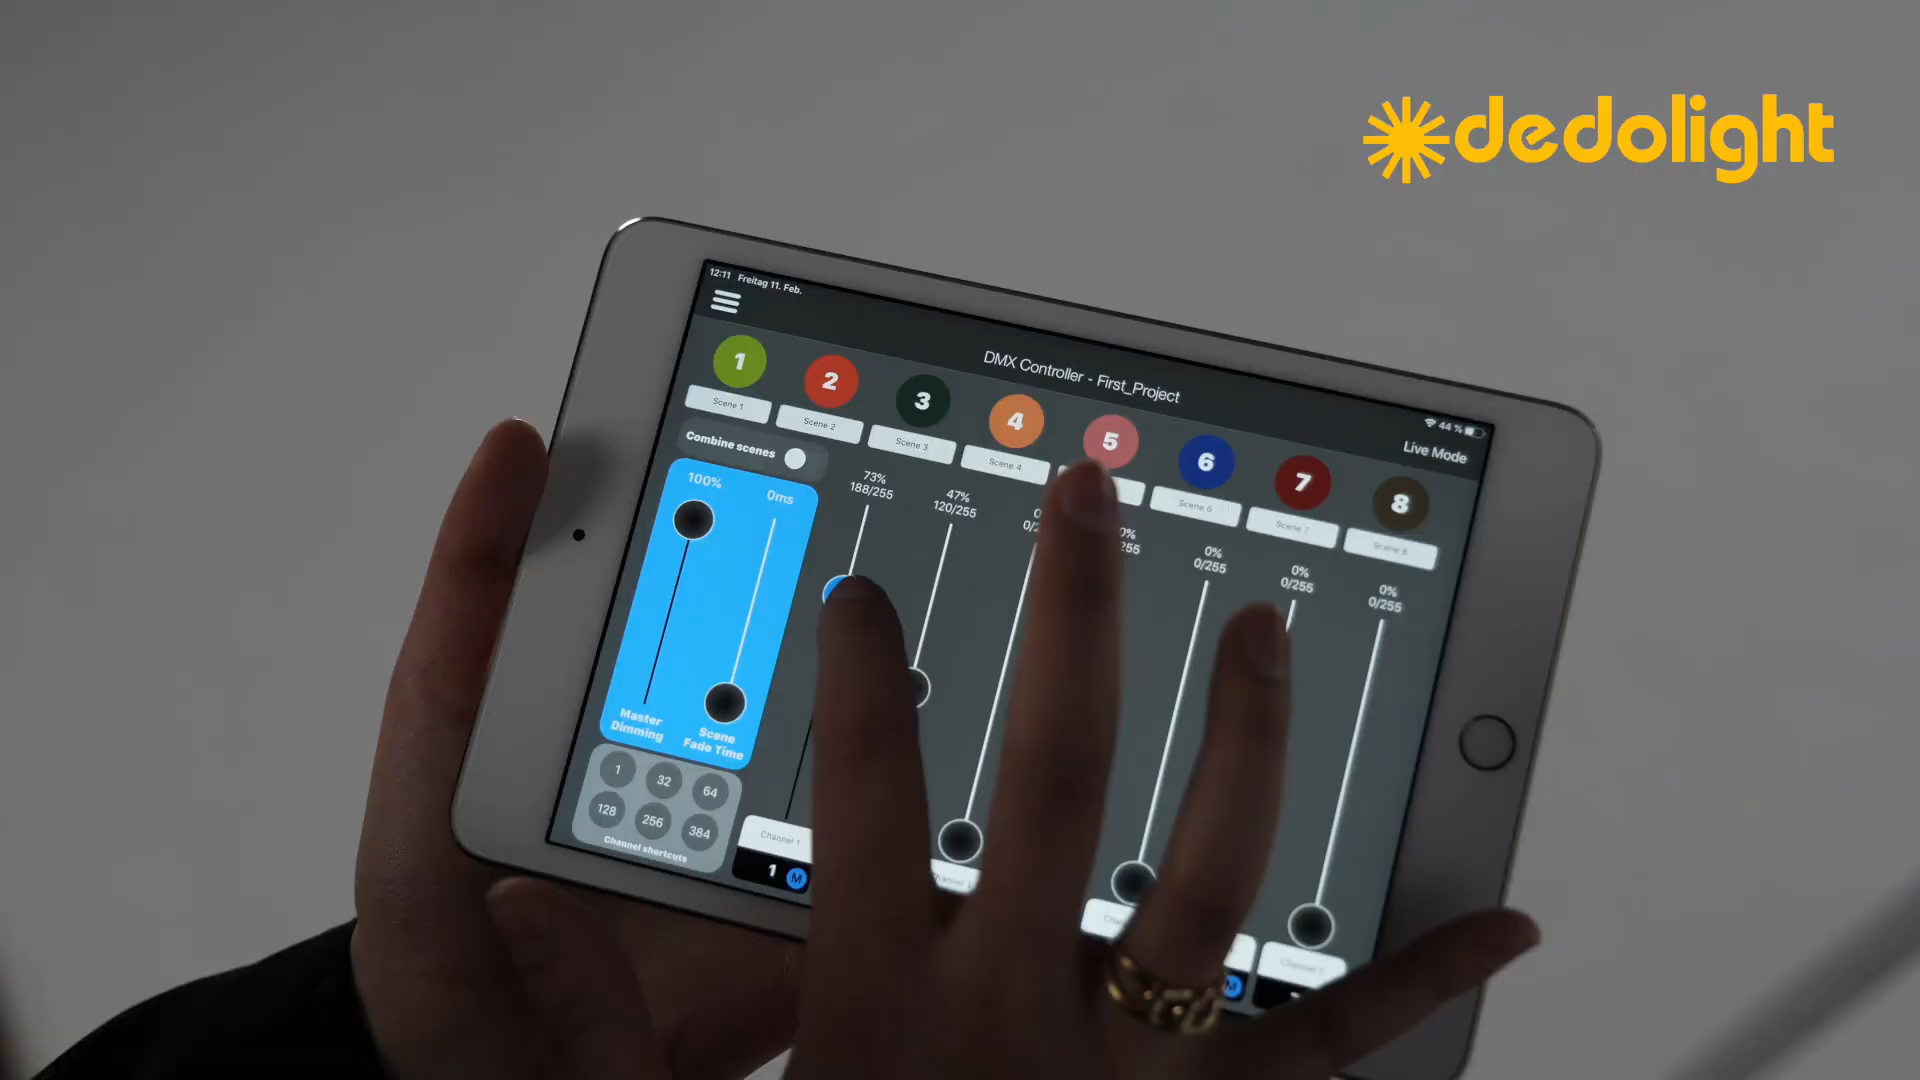 dedolight
12:11 Freitag 11. Feb.
44 %
DMX Controller - First_Project
Live Mode
1 2 3 4 5 6 7 8
Scene 1 Scene 2 Scene 3 Scene 4 Scene 6 Scene 7 Scene 8
Combine scenes
100% 0ms
73% 47% 0% 0% 0% 0%
188/255 120/255 0/255 0/255 0/255
Master Dimming
Scene Fade Time
1 32 64
128 256 384
Channel shortcuts
Channel 1
1 M
M